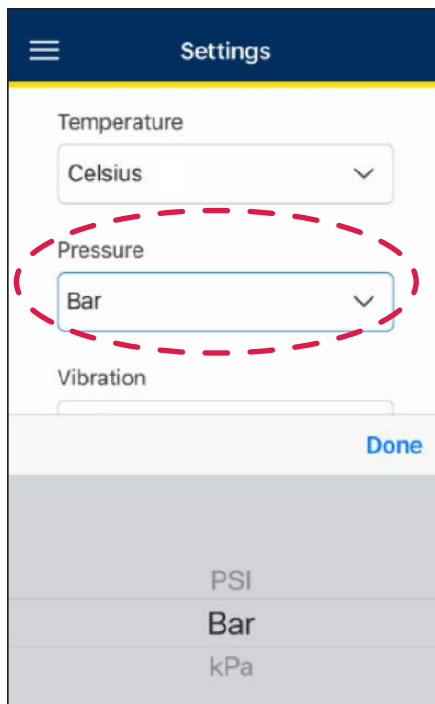 Settings
Temperature
Celsius
Pressure
Bar
Vibration
Done
PSI
Bar
kPa